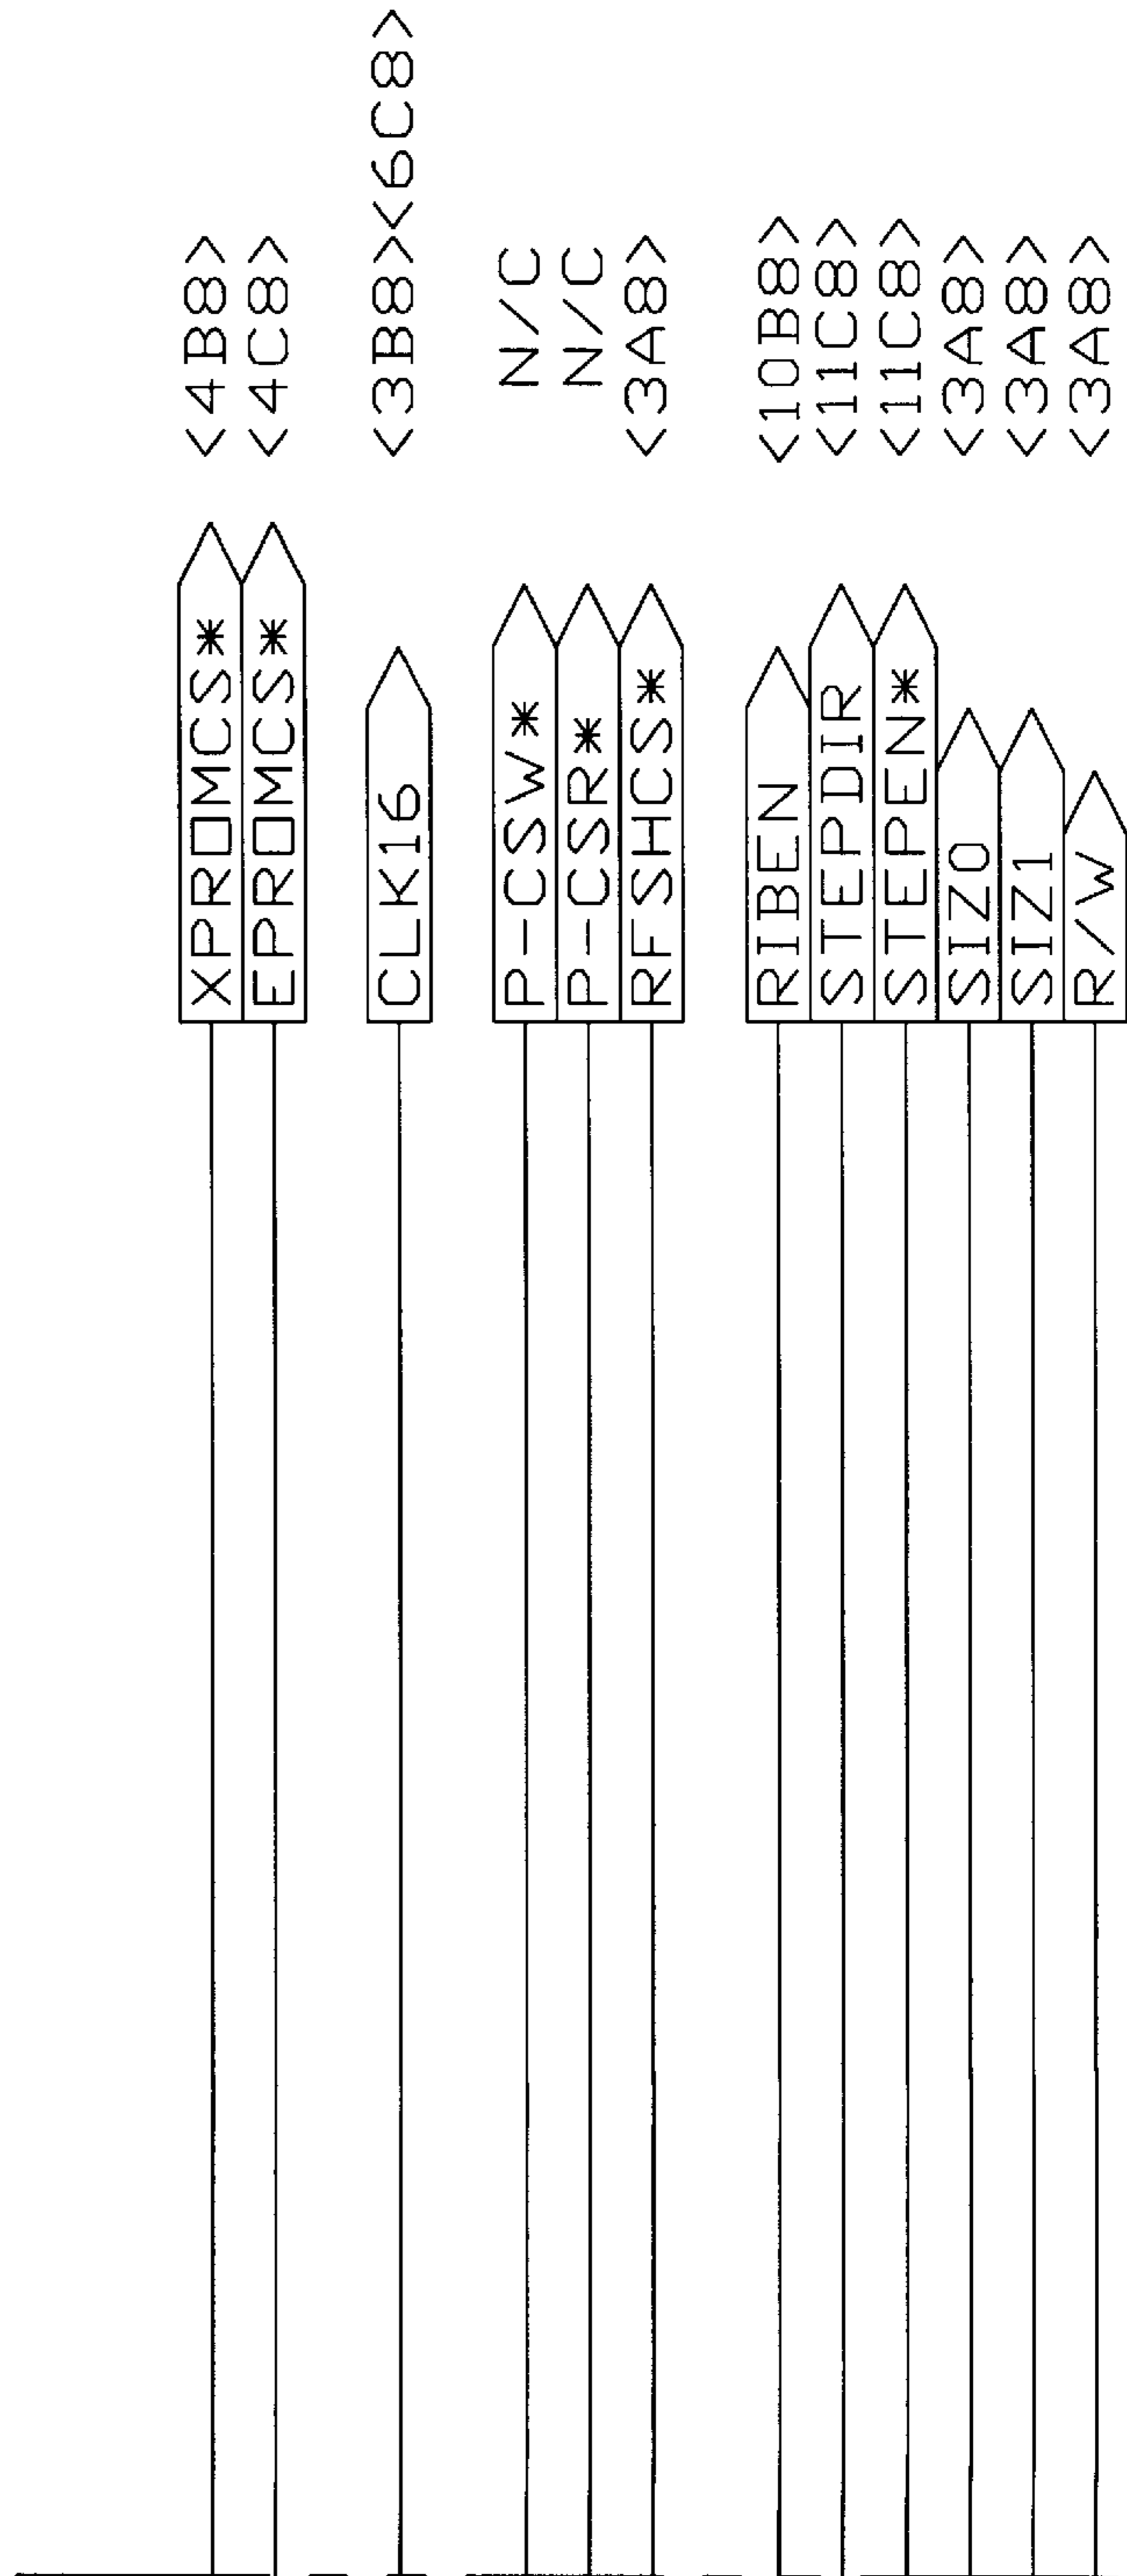 XPROMCS* <4B8>
EPROMCS* <4C8>
CLK16 <3B8><6C8>
P-CSW* N/C
P-CSR* N/C
RFSHCS* <3A8>
RIBEN <10B8>
STEPDIR <11C8>
STEPEN* <11C8>
SIZ0 <3A8>
SIZ1 <3A8>
R/W <3A8>